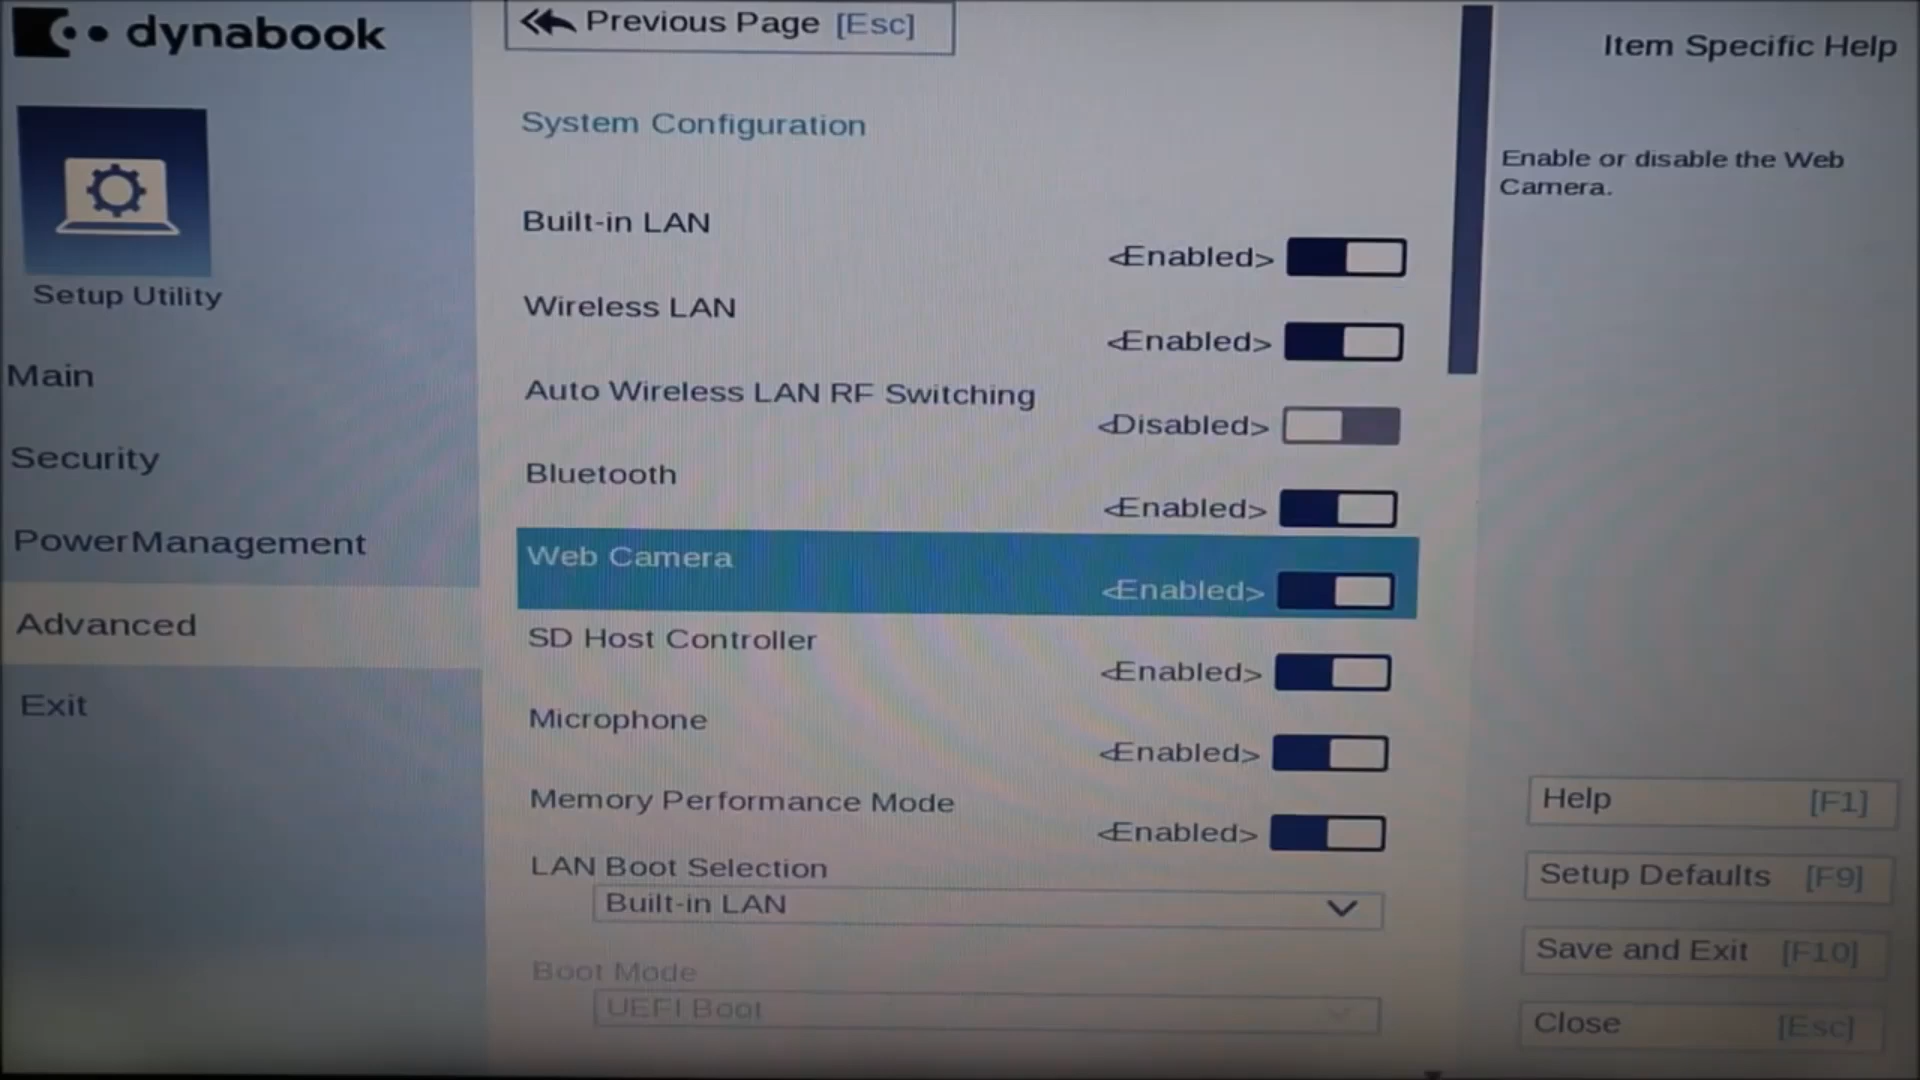 dynabook
Previous Page [Esc]
Item Specific Help
System Configuration
Enable or disable the Web
Camera.
Setup Utility
Built-in LAN
<Enabled>
Wireless LAN
<Enabled>
Main
Auto Wireless LAN RF Switching
<Disabled>
Security
Bluetooth
<Enabled>
PowerManagement
Web Camera
<Enabled>
Advanced
SD Host Controller
<Enabled>
Exit
Microphone
<Enabled>
Memory Performance Mode
<Enabled>
LAN Boot Selection
Built-in LAN
Boot Mode
UEFI Boot
Help [F1]
Setup Defaults [F9]
Save and Exit [F10]
Close [Esc]